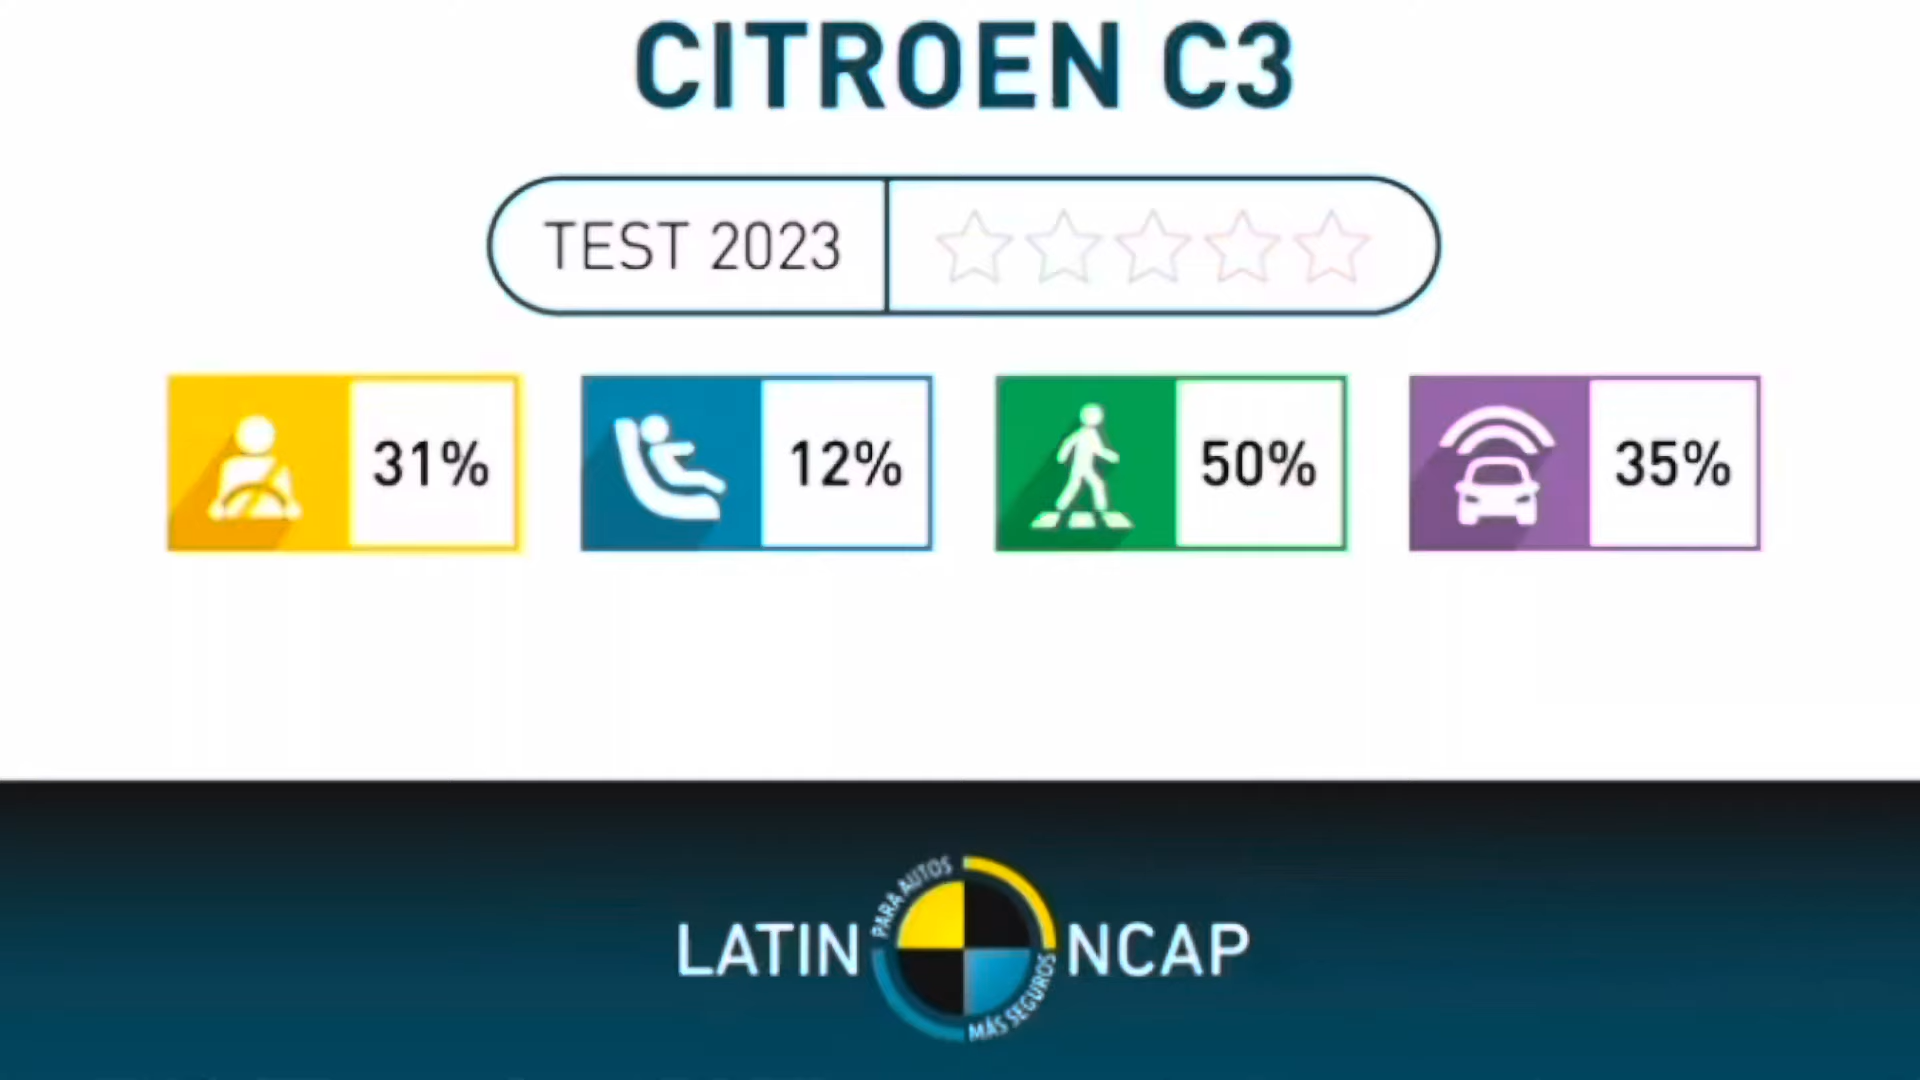 CITROEN C3
TEST 2023
31%
12%
50%
35%
PARA AUTOS
LATIN NCAP
MÁS SEGUROS